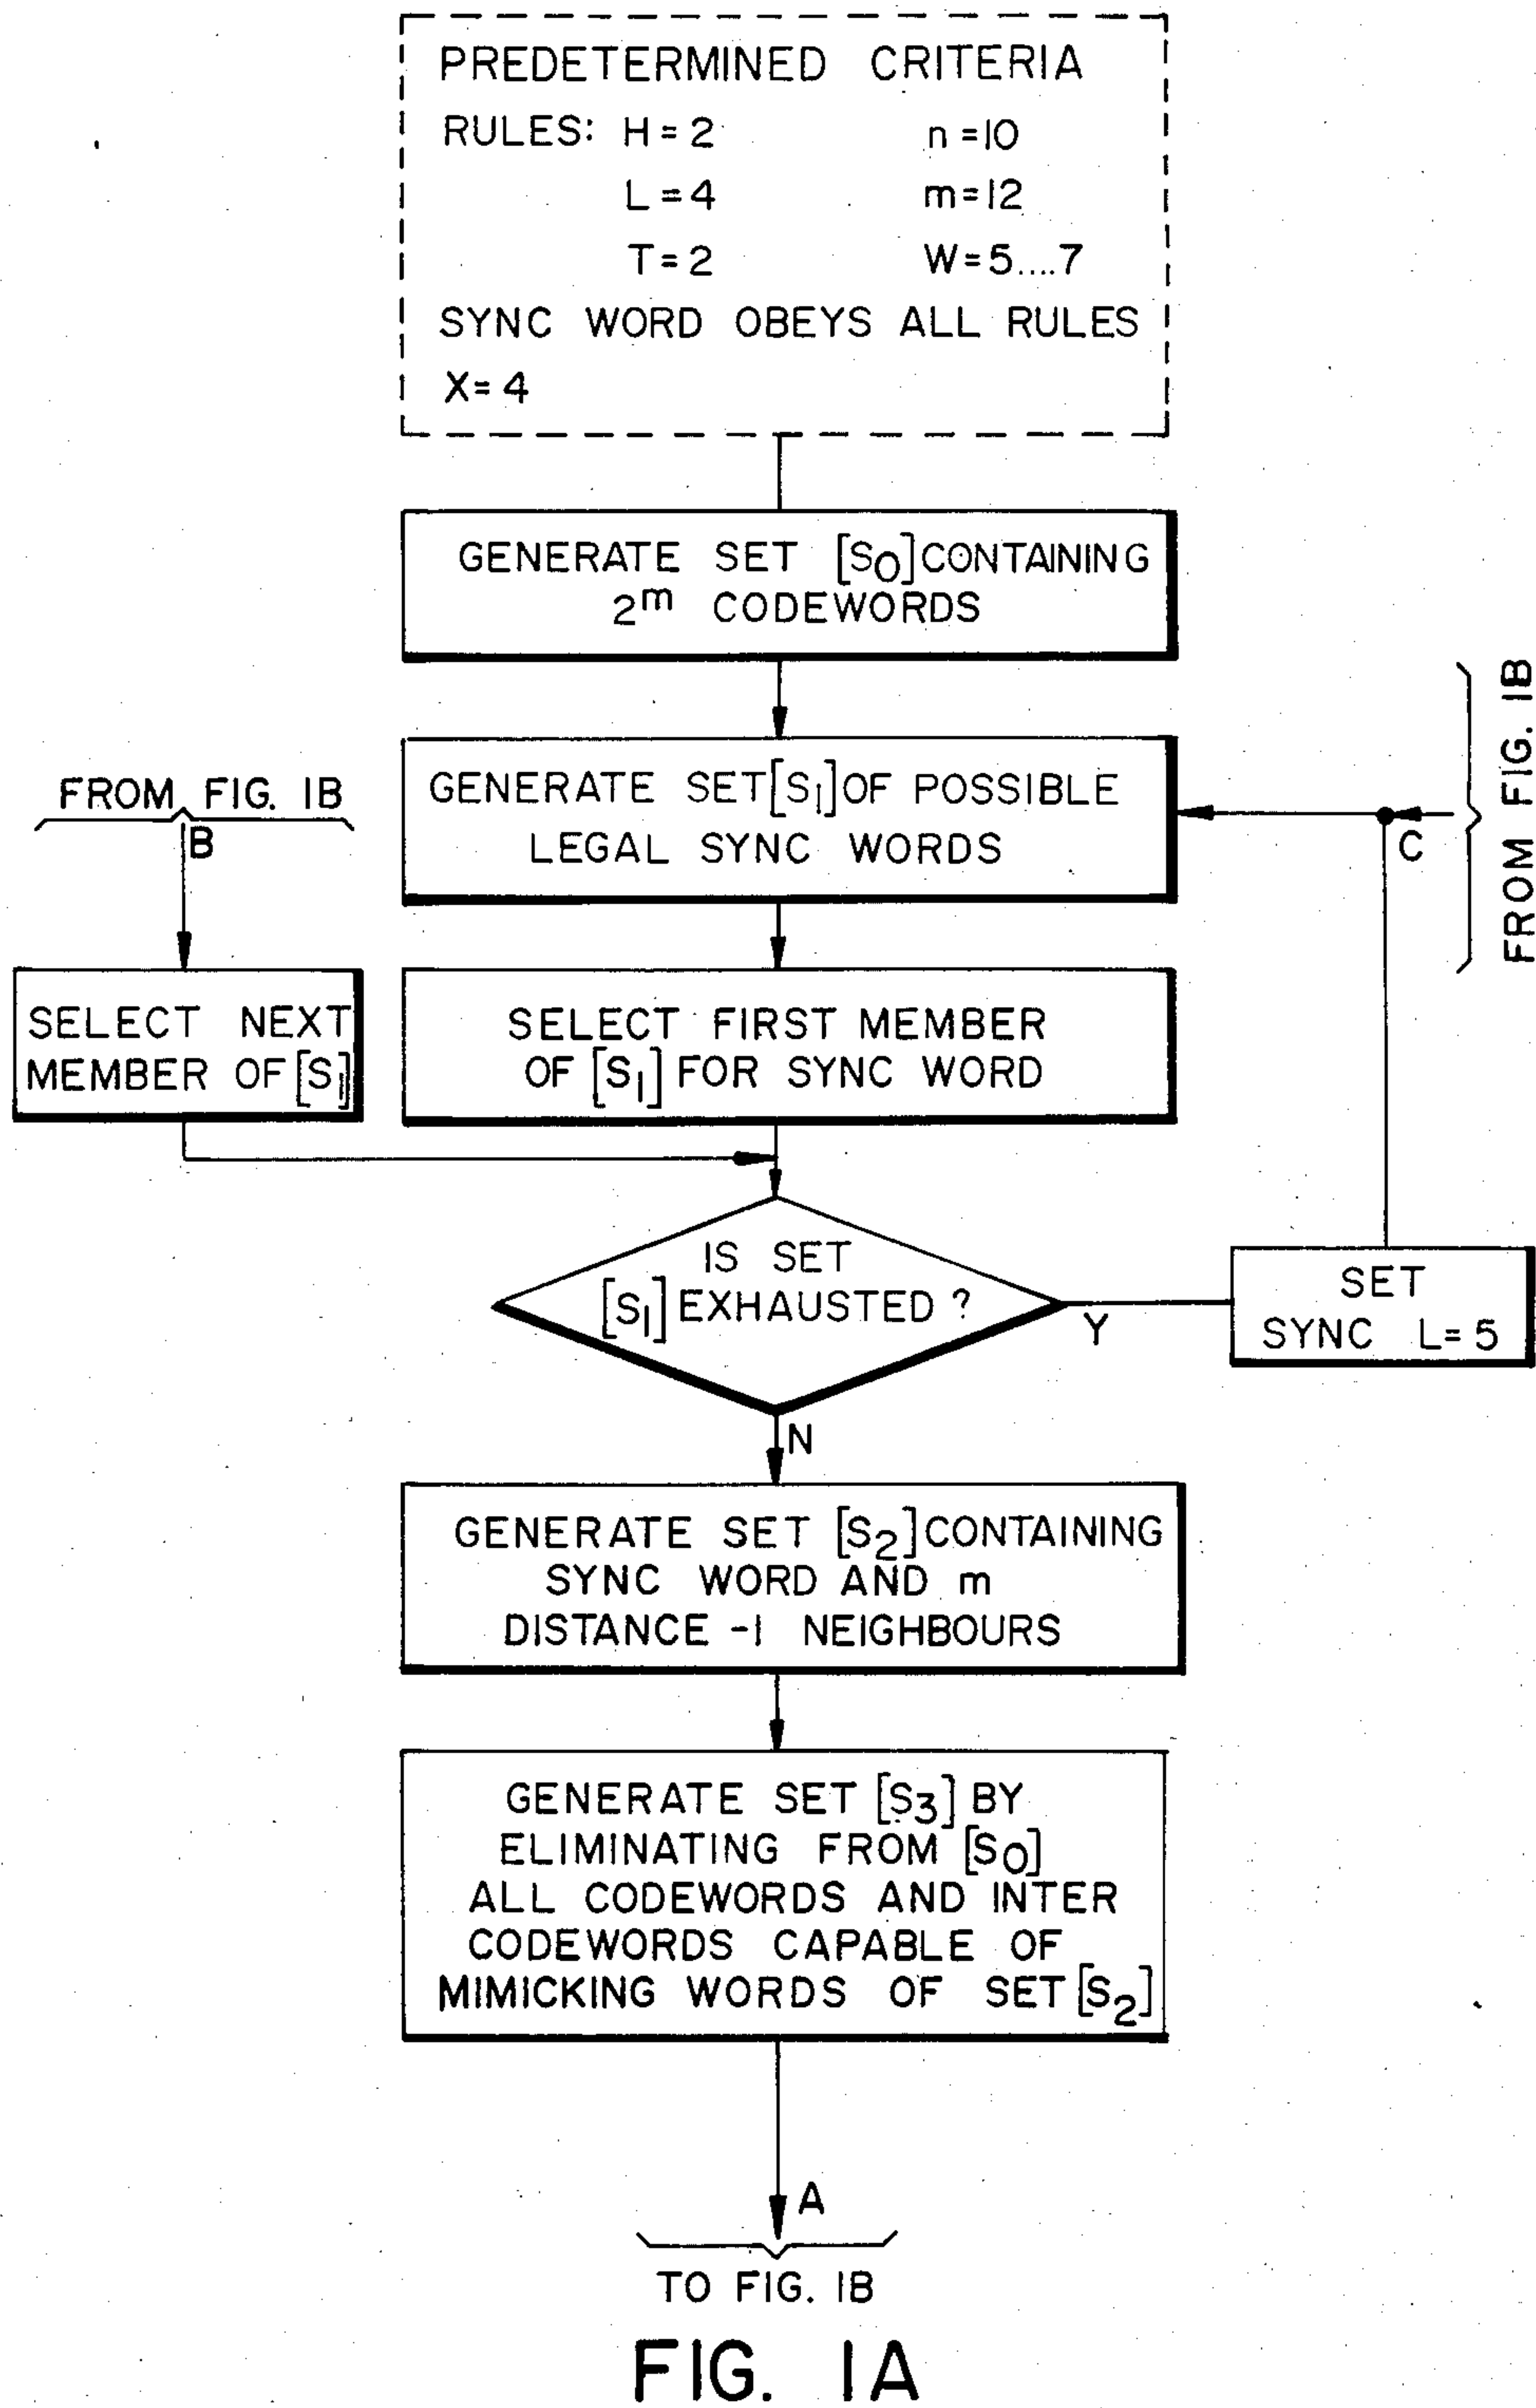 PREDETERMINED CRITERIA
RULES: H=2 n=10
L=4 m=12
T=2 W=5....7
SYNC WORD OBEYS ALL RULES
X=4
GENERATE SET [S0] CONTAINING
2^m CODEWORDS
FROM FIG. 1B
B
GENERATE SET [S1] OF POSSIBLE
LEGAL SYNC WORDS
C
FROM FIG. 1B
SELECT NEXT
MEMBER OF [S1]
SELECT FIRST MEMBER
OF [S1] FOR SYNC WORD
IS SET
[S1] EXHAUSTED ?
Y
SET
SYNC L=5
N
GENERATE SET [S2] CONTAINING
SYNC WORD AND m
DISTANCE -1 NEIGHBOURS
GENERATE SET [S3] BY
ELIMINATING FROM [S0]
ALL CODEWORDS AND INTER
CODEWORDS CAPABLE OF
MIMICKING WORDS OF SET [S2]
A
TO FIG. 1B
FIG. 1A